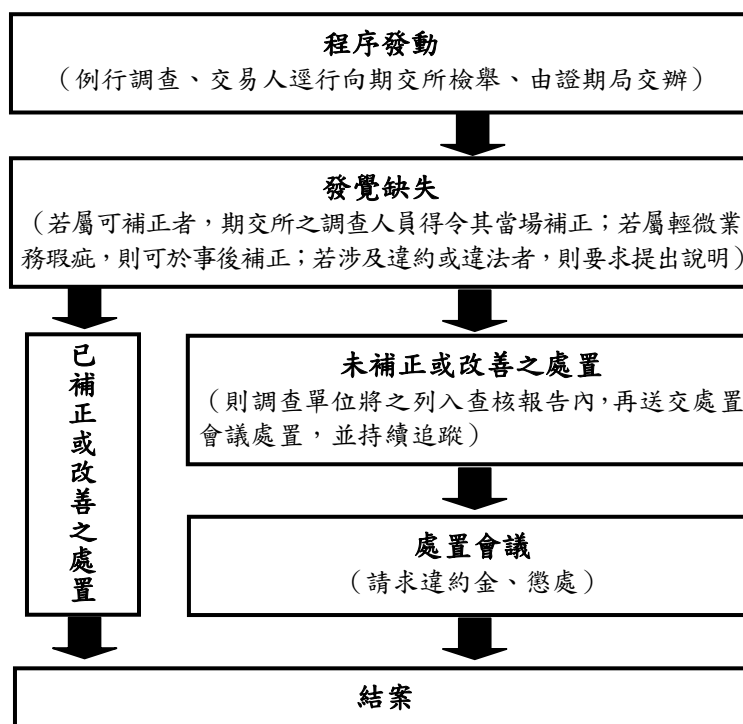 程序發動
（例行調查、交易人逕行向期交所檢舉、由證期局交辦）
發覺缺失
（若屬可補正者，期交所之調查人員得令其當場補正；若屬輕微業
務瑕疵，則可於事後補正；若涉及違約或違法者，則要求提出說明）
已補正或改善之處置
未補正或改善之處置
（則調查單位將之列入查核報告內，再送交處置
會議處置，並持續追蹤）
處置會議
（請求違約金、懲處）
結案